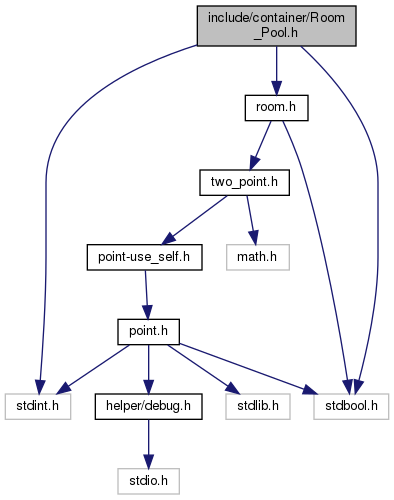 include/container/Room
_Pool.h
room.h
two_point.h
point-use_self.h
math.h
point.h
stdint.h
helper/debug.h
stdlib.h
stdbool.h
stdio.h